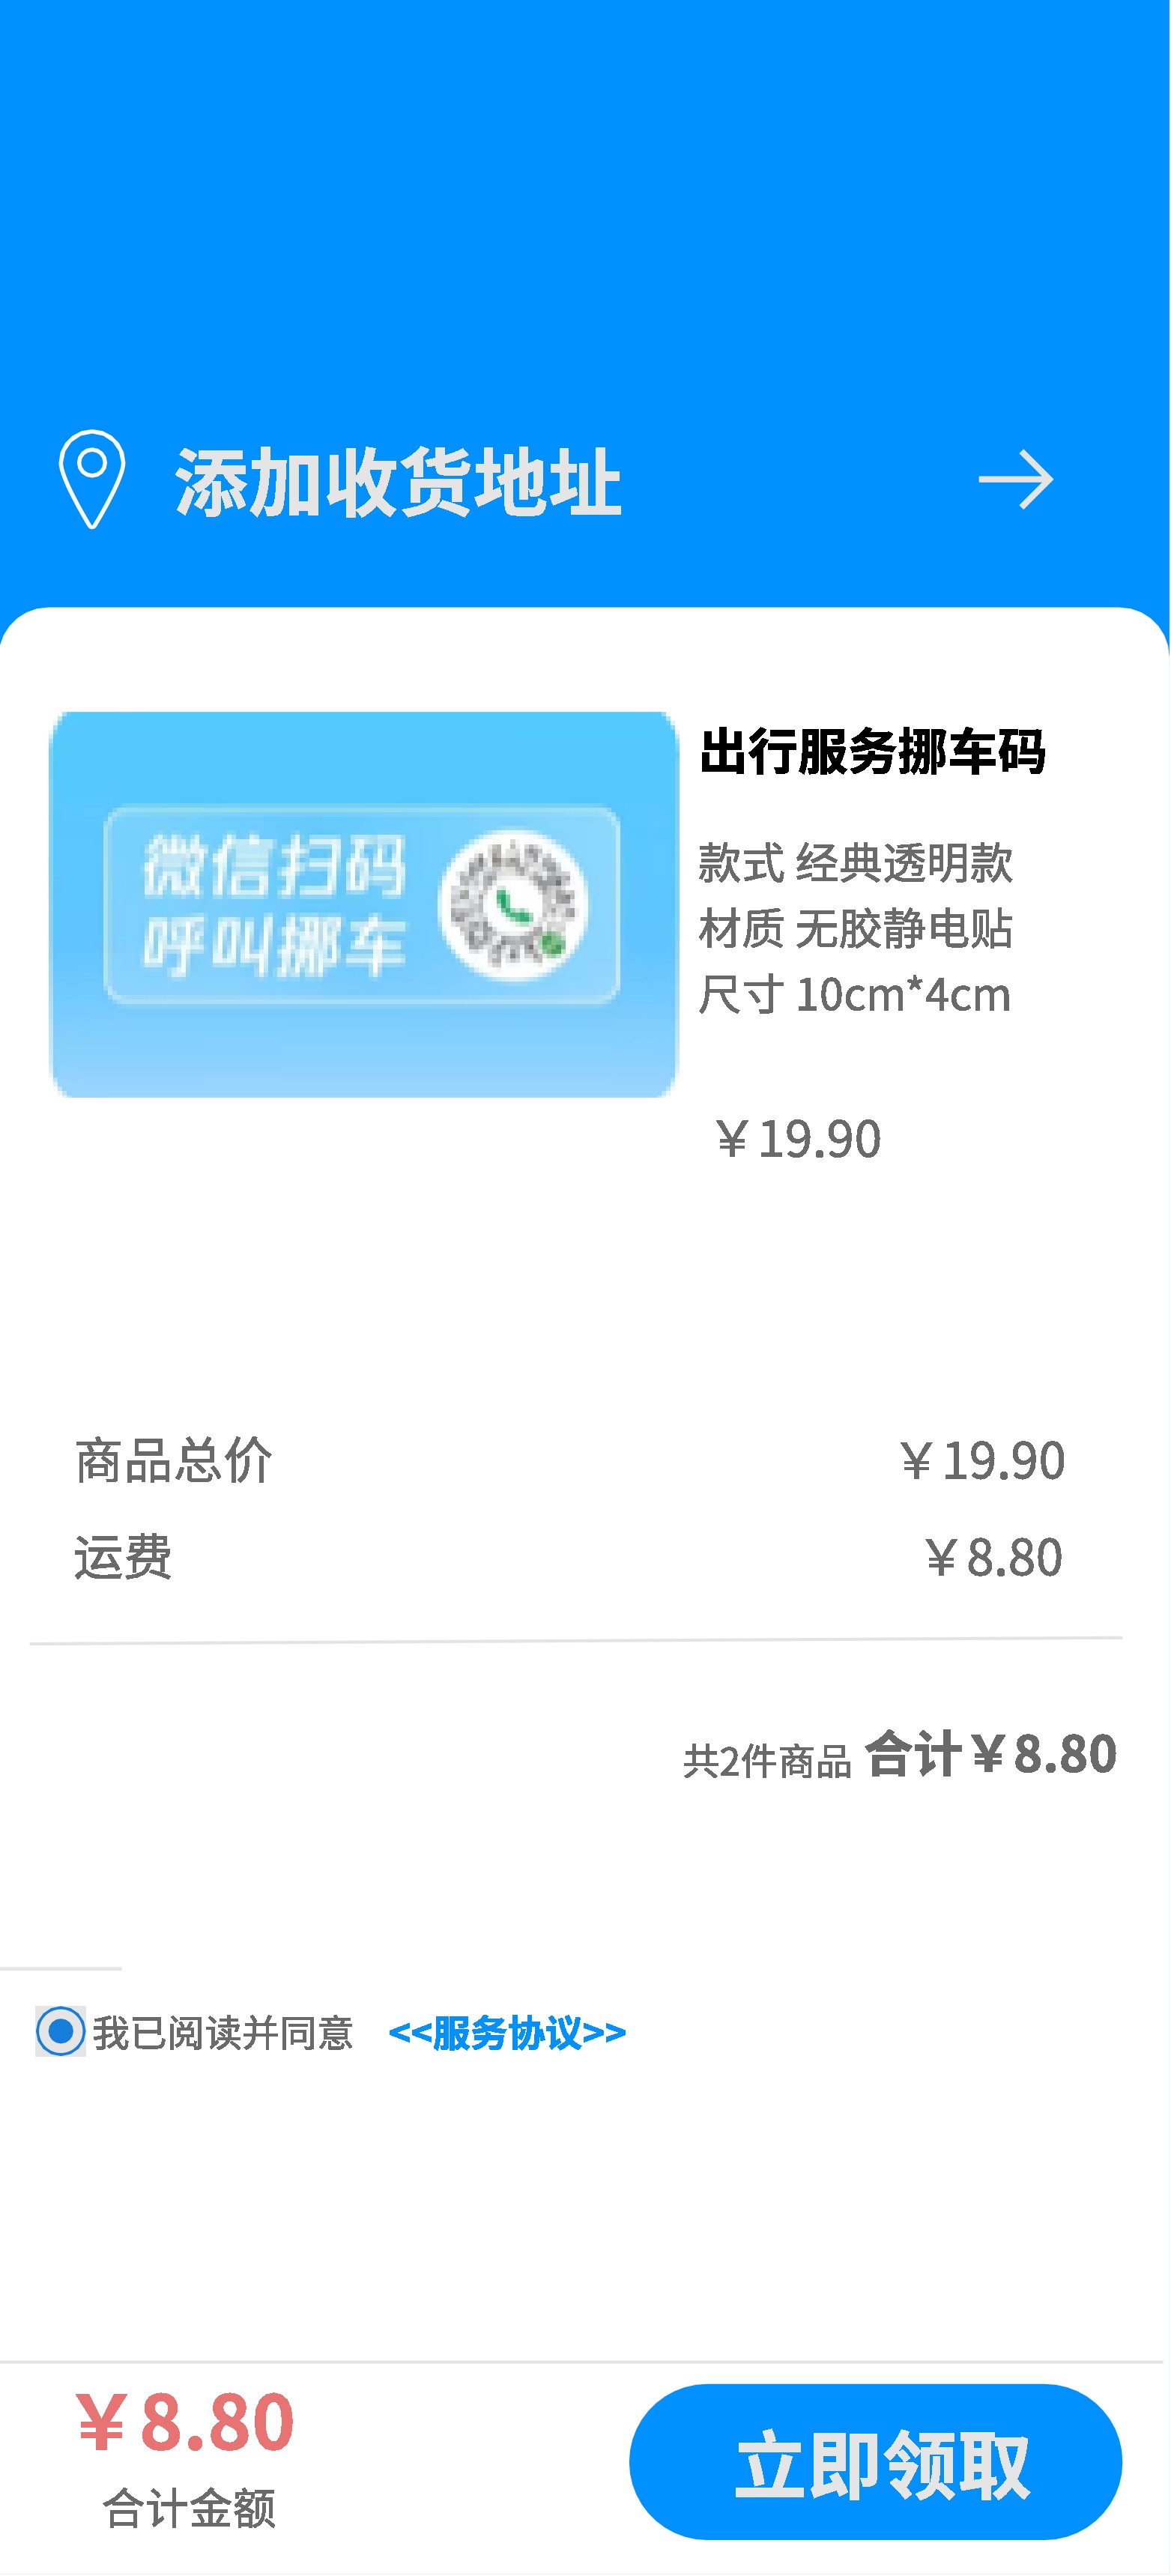 添加收货地址
微信扫码
呼叫挪车
出行服务挪车码
款式 经典透明款
材质 无胶静电贴
尺寸 10cm*4cm
￥19.90
商品总价 ￥19.90
运费 ￥8.80
共2件商品 合计￥8.80
我已阅读并同意 <<服务协议>>
￥8.80
合计金额
立即领取